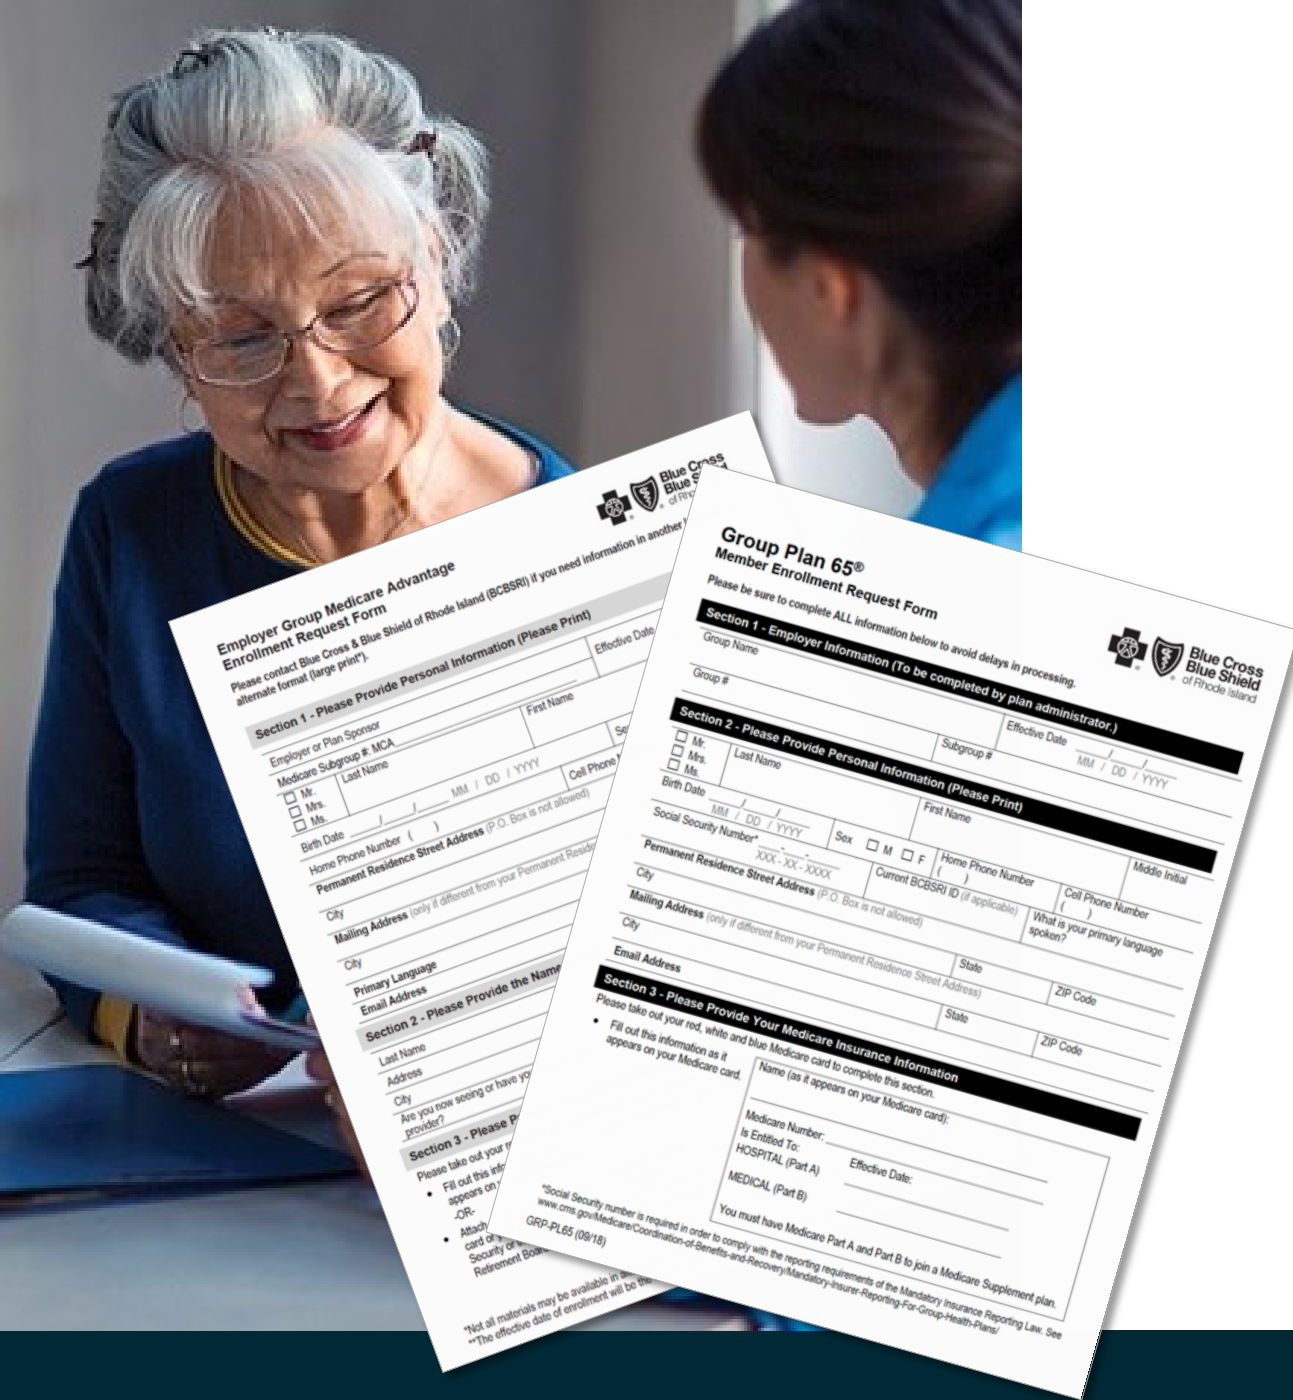 Blue Cross
Blue S
of Rho
Employer Group Medicare Advantage
Enrollment Request Form
Please contact Blue Cross & Blue Shield of Rhode Island (BCBSRI) if you need information in another
alternate format (large print*).
Section 1 - Please Provide Personal Information (Please Print)
Employer or Plan Sponsor
Effective Date
Medicare Subgroup #: MCA
Mr.
Mrs.
Ms.
Last Name
First Name
Birth Date ___/___/___ MM / DD / YYYY
Home Phone Number ( )
Cell Phone
Permanent Residence Street Address (P.O. Box is not allowed)
City
Mailing Address (only if different from your Permanent
City
Primary Language
Email Address
Section 2 - Please Provide the Name
Last Name
Address
City
Are you now seeing or have you
provider?
Section 3 - Please P
Please take out your r
• Fill out this info
appears on
-OR-
• Attach
card or
Security or
Retirement Board
*Not all materials may be available in
**The effective date of enrollment will be the
Group Plan 65®
Member Enrollment Request Form
Please be sure to complete ALL information below to avoid delays in processing.
Blue Cross
Blue Shield
of Rhode Island
Section 1 - Employer Information (To be completed by plan administrator.)
Group Name
Effective Date ___/___/___
MM / DD / YYYY
Group #
Subgroup #
Section 2 - Please Provide Personal Information (Please Print)
Mr.
Mrs.
Ms.
Last Name
First Name
Middle Initial
Birth Date ___/___/___
MM / DD / YYYY
Sex M F
Home Phone Number
( )
Cell Phone Number
( )
Social Security Number* ___-___-___
XXX - XX - XXXX
Current BCBSRI ID (if applicable)
What is your primary language
spoken?
Permanent Residence Street Address (P.O. Box is not allowed)
City
State
ZIP Code
Mailing Address (only if different from your Permanent Residence Street Address)
City
State
ZIP Code
Email Address
Section 3 - Please Provide Your Medicare Insurance Information
Please take out your red, white and blue Medicare card to complete this section.
• Fill out this information as it
appears on your Medicare card.
Name (as it appears on your Medicare card):
Medicare Number:
Is Entitled To:
Effective Date:
HOSPITAL (Part A)
MEDICAL (Part B)
You must have Medicare Part A and Part B to join a Medicare Supplement plan.
*Social Security number is required in order to comply with the reporting requirements of the Mandatory Insurance Reporting Law. See
www.cms.gov/Medicare/Coordination-of-Benefits-and-Recovery/Mandatory-Insurer-Reporting-For-Group-Health-Plans/
GRP-PL65 (09/18)